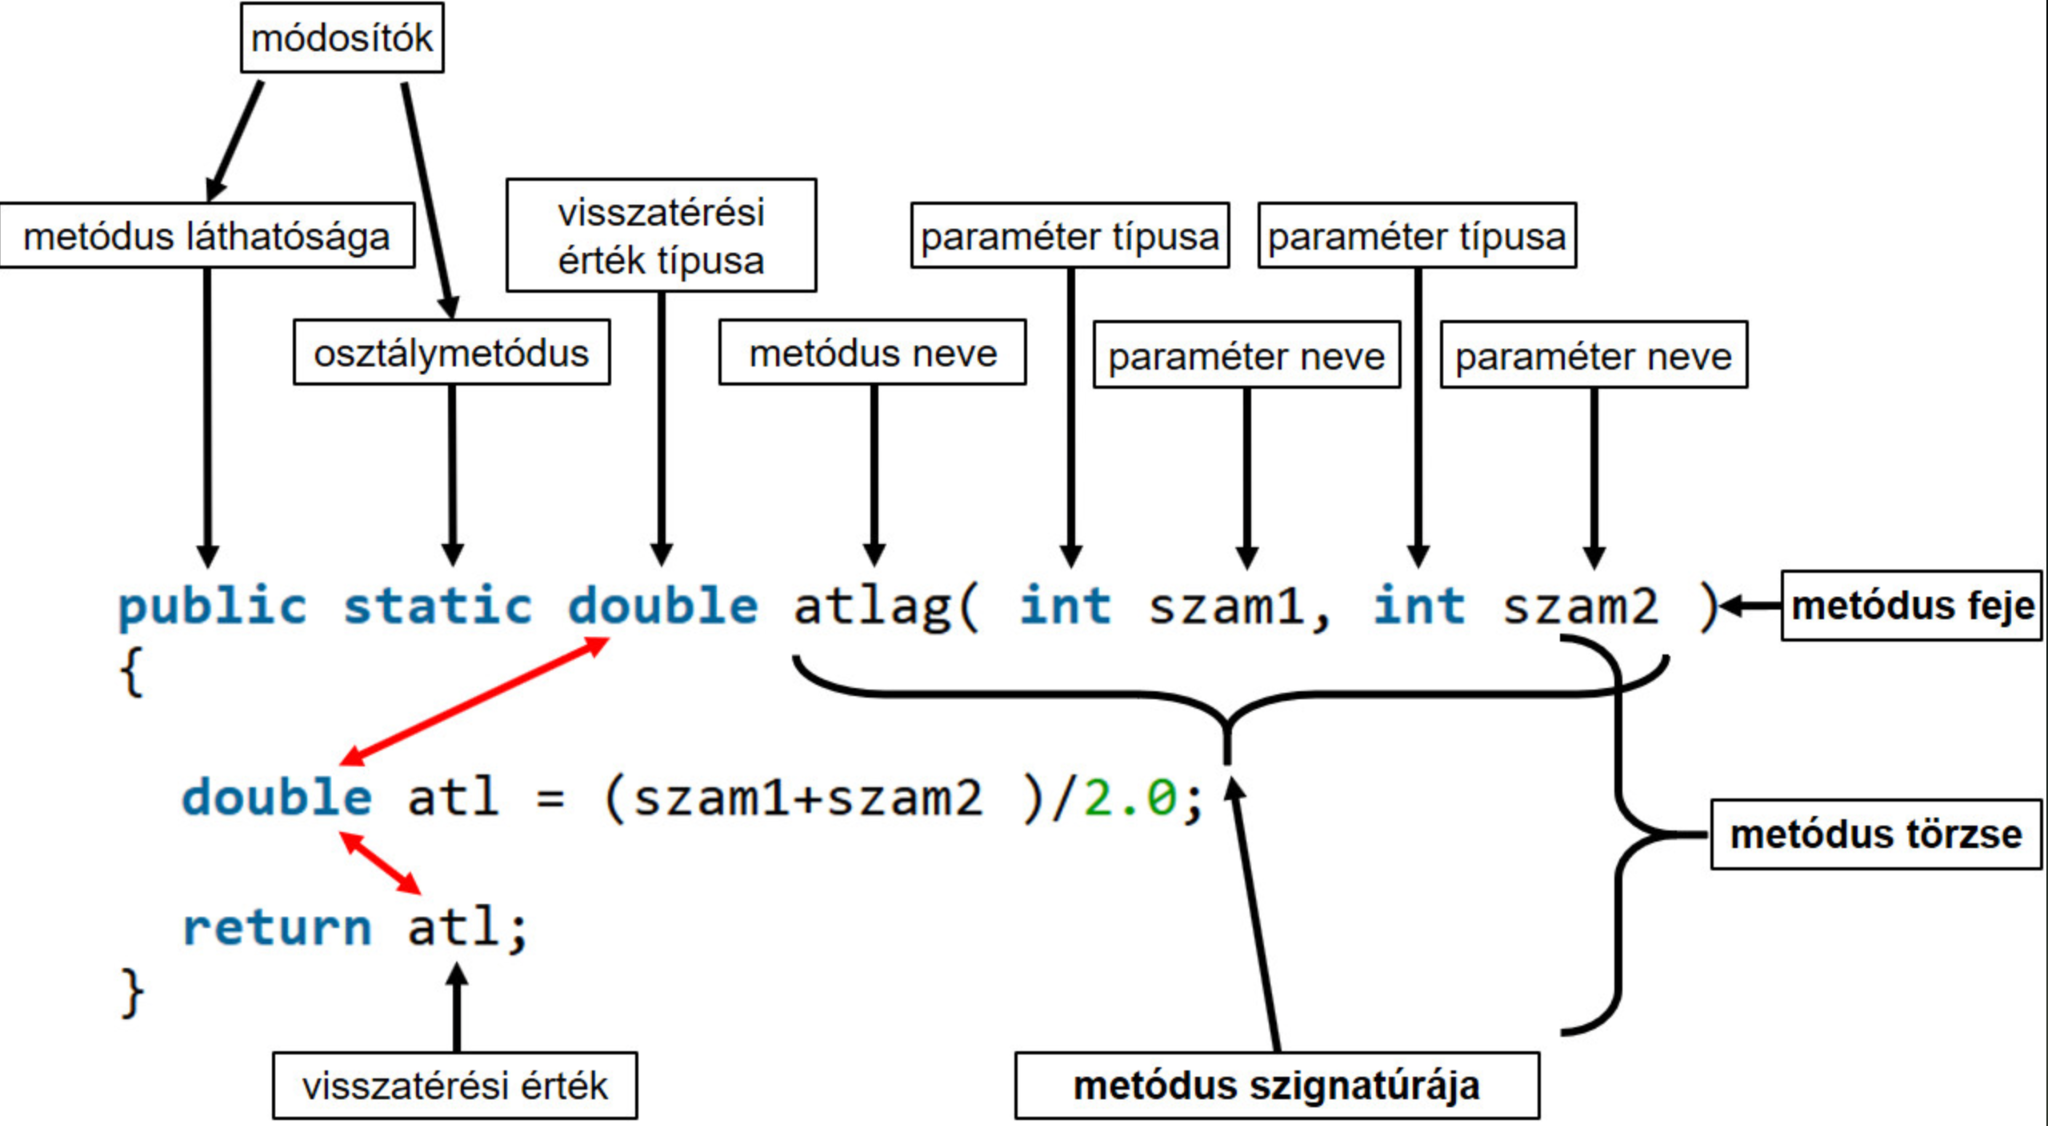 módosítók
metódus láthatósága
visszatérési
érték típusa
paraméter típusa
paraméter típusa
osztálymetódus
metódus neve
paraméter neve
paraméter neve
public static double atlag( int szam1, int szam2 )
metódus feje
{
double atl = (szam1+szam2 )/2.0;
metódus törzse
return atl;
}
visszatérési érték
metódus szignatúrája